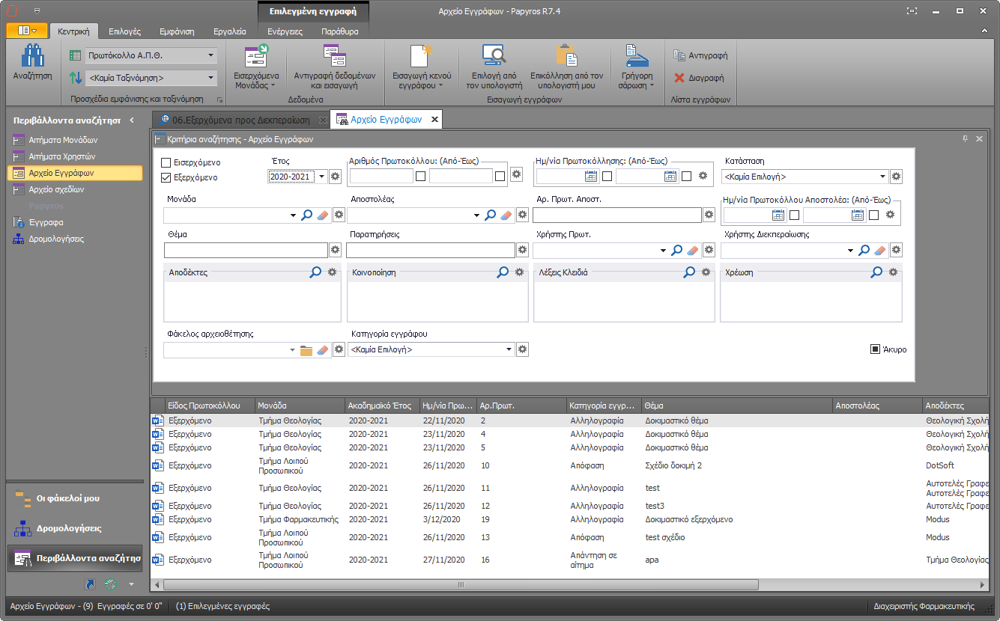 Επιλεγμένη εγγραφή
Αρχείο Εγγράφων - Papyros R7.4
Κεντρική
Επιλογές
Εμφάνιση
Εργαλεία
Ενέργειες
Παράθυρα
Αναζήτηση
Πρωτόκολλο Α.Π.Θ.
<Καμία Ταξινόμηση>
Προσχέδια εμφάνισης και ταξινόμηση
Εισερχόμενα
Μονάδας
Αντιγραφή δεδομένων
και εισαγωγή
Δεδομένα
Εισαγωγή κενού
εγγράφου
Επιλογή από
τον υπολογιστή
Επικόλληση από τον
υπολογιστή μου
Γρήγορη
σάρωση
Εισαγωγή εγγράφων
Αντιγραφή
Διαγραφή
Λίστα εγγράφων
Περιβάλλοντα αναζήτησ
Αιτήματα Μονάδων
Αιτήματα Χρηστών
Αρχείο Εγγράφων
Αρχείο σχεδίων
Papyros
Έγγραφα
Δρομολογήσεις
06.Εξερχόμενα προς Διεκπεραίωση
Αρχείο Εγγράφων
Κριτήρια αναζήτησης - Αρχείο Εγγράφων
Εισερχόμενο
Εξερχόμενο
Έτος
2020-2021
Αριθμός Πρωτοκόλλου: (Από-Έως)
Ημ/νία Πρωτοκόλλησης: (Από-Έως)
Κατάσταση
<Καμία Επιλογή>
Μονάδα
Αποστολέας
Αρ. Πρωτ. Αποστ.
Ημ/νία Πρωτοκόλλου Αποστολέα: (Από-Έως)
Θέμα
Παρατηρήσεις
Χρήστης Πρωτ.
Χρήστης Διεκπεραίωσης
Αποδέκτες
Κοινοποίηση
Λέξεις Κλειδιά
Χρέωση
Φάκελος αρχειοθέτησης
Κατηγορία εγγράφου
<Καμία Επιλογή>
Άκυρο
Είδος Πρωτοκόλλου Μονάδα Ακαδημαϊκό Έτος Ημ/νία Πρω... Αρ.Πρωτ. Κατηγορία εγγρ... Θέμα Αποστολέας Αποδέκτες
Εξερχόμενο Τμήμα Θεολογίας 2020-2021 22/11/2020 2 Αλληλογραφία Δοκιμαστικό θέμα Θεολογική Σχολή
Εξερχόμενο Τμήμα Θεολογίας 2020-2021 23/11/2020 4 Αλληλογραφία Δοκιμαστικό θέμα Θεολογική Σχολή
Εξερχόμενο Τμήμα Θεολογίας 2020-2021 23/11/2020 5 Αλληλογραφία Δοκιμαστικό θέμα Θεολογική Σχολή
Εξερχόμενο Τμήμα Λοιπού Προσωπικού 2020-2021 26/11/2020 10 Απόφαση Σχέδιο δοκιμή 2 DotSoft
Εξερχόμενο Τμήμα Θεολογίας 2020-2021 26/11/2020 11 Αλληλογραφία test Αυτοτελές Γραφε Αυτοτελές Γραφε
Εξερχόμενο Τμήμα Θεολογίας 2020-2021 26/11/2020 12 Αλληλογραφία test3 Αυτοτελές Γραφε
Εξερχόμενο Τμήμα Φαρμακευτικής 2020-2021 3/12/2020 19 Αλληλογραφία Δοκιμαστικό εξερχόμενο Modus
Εξερχόμενο Τμήμα Λοιπού Προσωπικού 2020-2021 26/11/2020 13 Απόφαση test σχέδιο Modus
Εξερχόμενο Τμήμα Λοιπού Προσωπικού 2020-2021 27/11/2020 16 Απάντηση σε αίτημα apa Τμήμα Θεολογίας
Οι φάκελοί μου
Δρομολογήσεις
Περιβάλλοντα αναζήτησ
Αρχείο Εγγράφων - (9) Εγγραφές σε 0' 0"
(1) Επιλεγμένες εγγραφές
Διαχειριστής Φαρμακευτικής